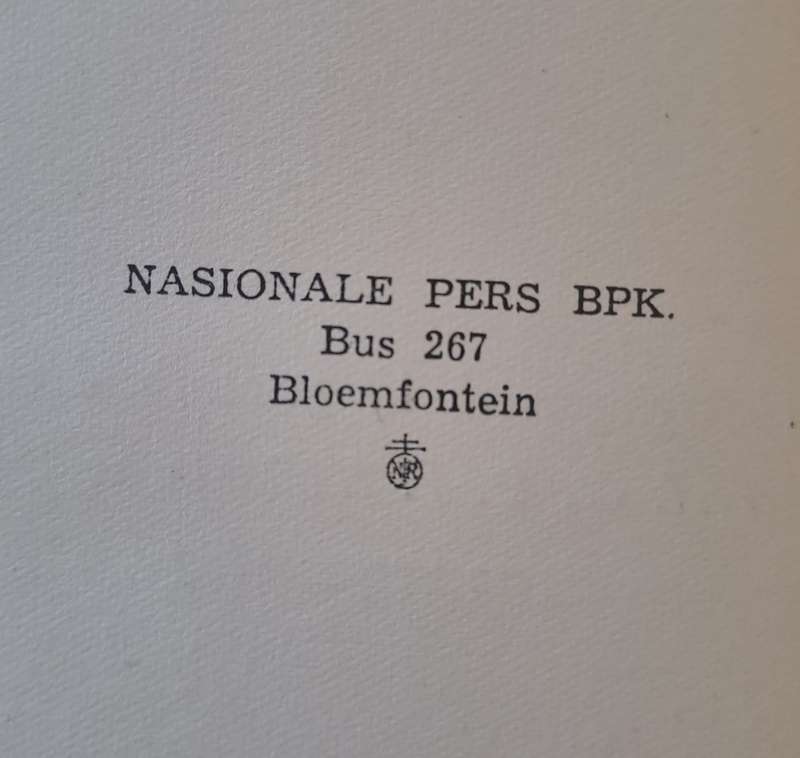 NASIONALE PERS BPK.
Bus 267
Bloemfontein